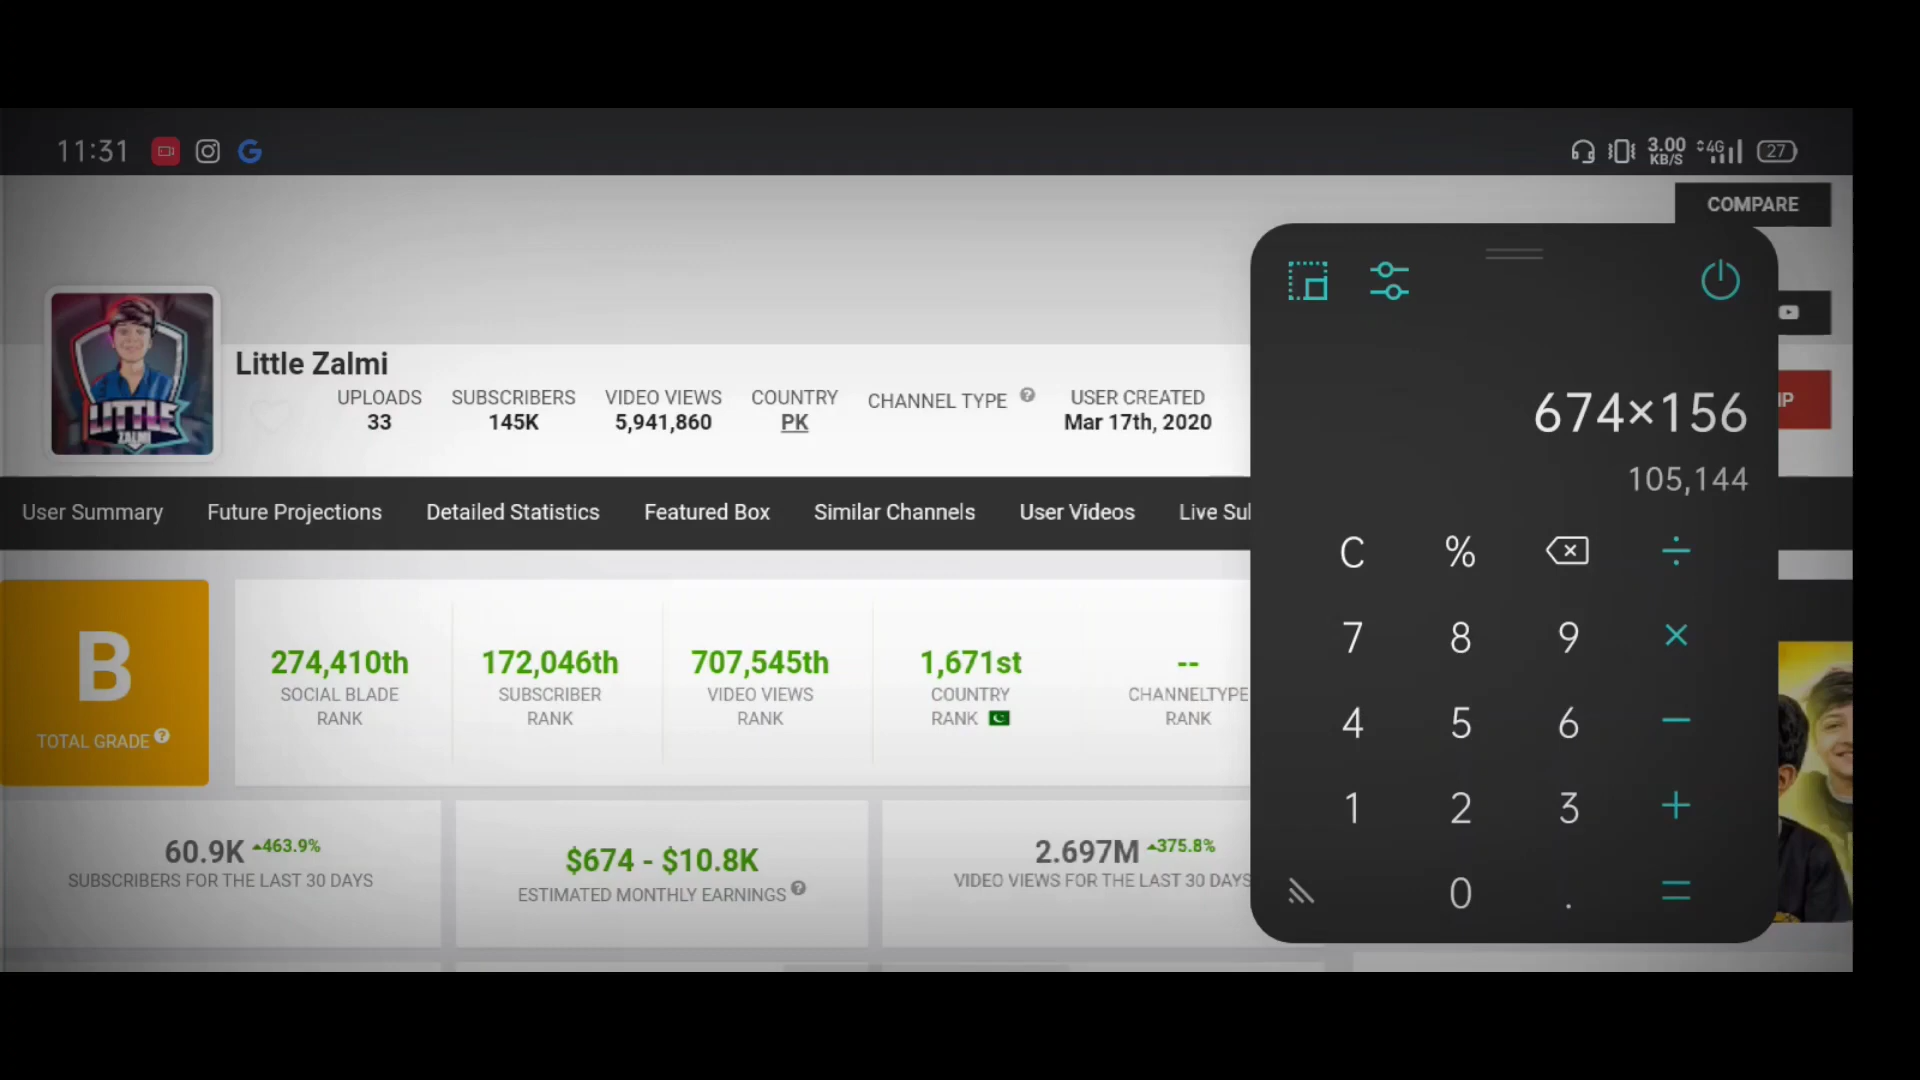 11:31
3.00 KB/S 4G 27
COMPARE
Little Zalmi
UPLOADS SUBSCRIBERS VIDEO VIEWS COUNTRY CHANNEL TYPE USER CREATED
33 145K 5,941,860 PK Mar 17th, 2020
LITTLE
ZALMI
User Summary Future Projections Detailed Statistics Featured Box Similar Channels User Videos Live Sul
B
TOTAL GRADE
274,410th 172,046th 707,545th 1,671st --
SOCIAL BLADE SUBSCRIBER VIDEO VIEWS COUNTRY CHANNELTYPE
RANK RANK RANK RANK RANK
60.9K 463.9% $674 - $10.8K 2.697M 375.8%
SUBSCRIBERS FOR THE LAST 30 DAYS ESTIMATED MONTHLY EARNINGS VIDEO VIEWS FOR THE LAST 30 DAYS
674×156
105,144
C % ÷
7 8 9 ×
4 5 6 −
1 2 3 +
0 . =